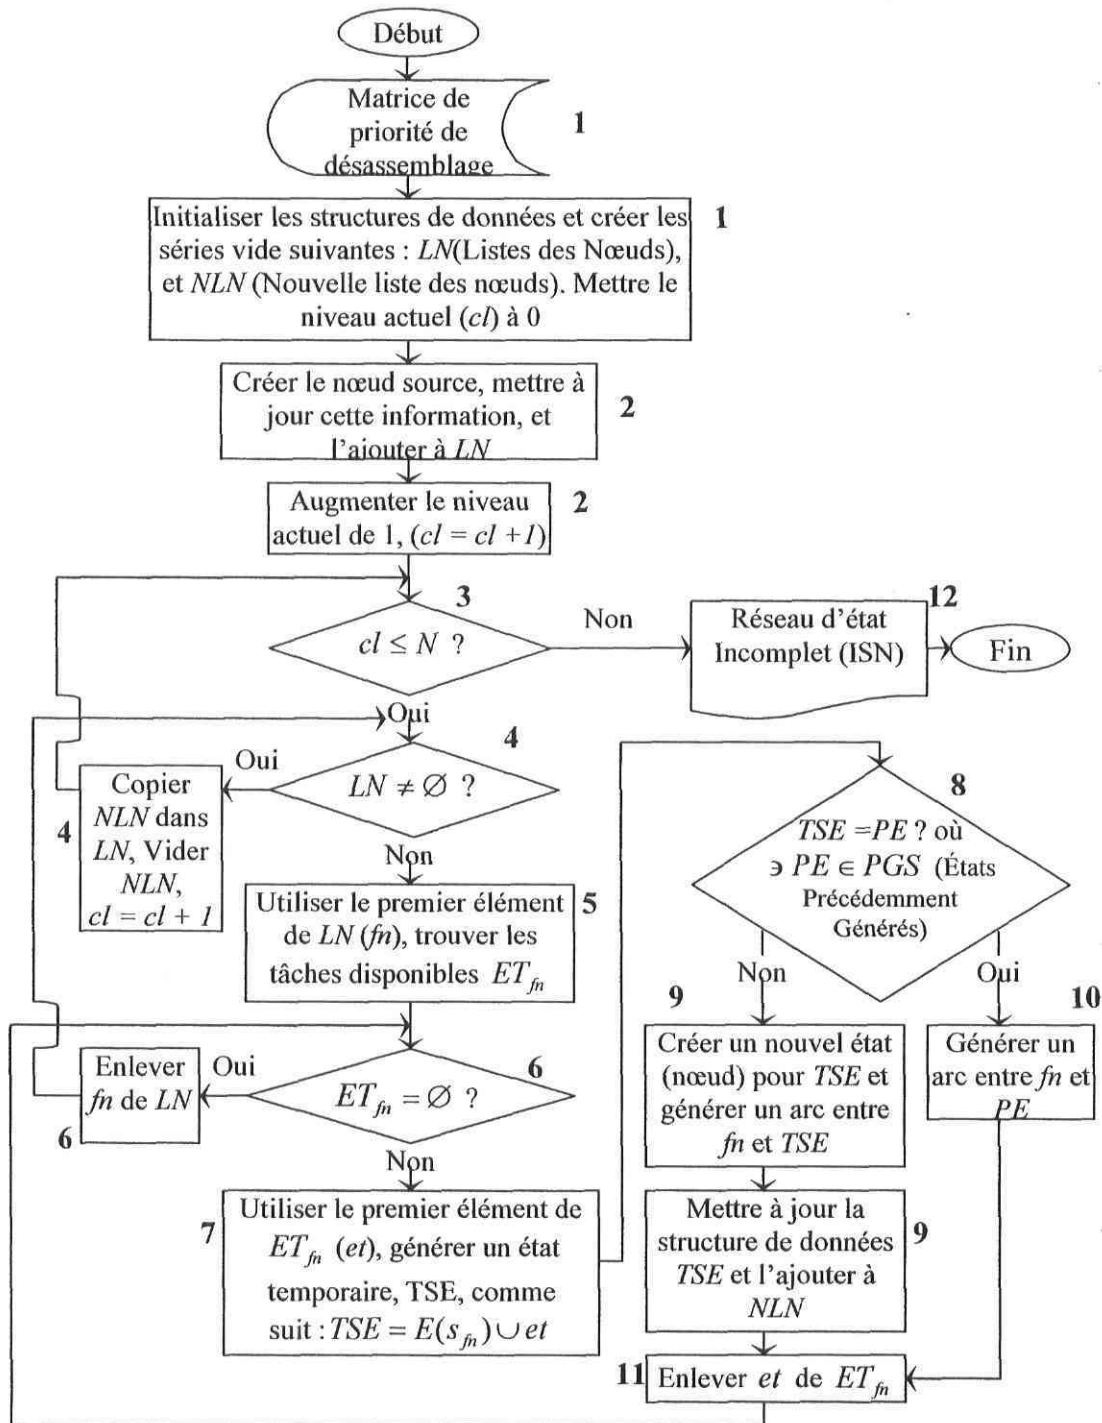 Début
Matrice de
priorité de
désassemblage
1
Initialiser les structures de données et créer les
séries vide suivantes : LN(Listes des Nœuds),
et NLN (Nouvelle liste des nœuds). Mettre le
niveau actuel (cl) à 0
1
Créer le nœud source, mettre à
jour cette information, et
l'ajouter à LN
2
Augmenter le niveau
actuel de 1, (cl = cl +1)
2
3
cl ≤ N ?
Non
12
Réseau d'état
Incomplet (ISN)
Fin
Oui
4
LN ≠ Ø ?
Oui
Copier
NLN dans
LN, Vider
NLN,
cl = cl + 1
4
Non
Utiliser le premier élément
de LN (fn), trouver les
tâches disponibles ET_fn
5
6
ET_fn = Ø ?
Oui
Enlever
fn de LN
6
Non
7
Utiliser le premier élément de
ET_fn (et), générer un état
temporaire, TSE, comme
suit : TSE = E(s_fn) ∪ et
8
TSE =PE ? où
∍ PE ∈ PGS (États
Précédemment
Générés)
Non
Oui
9
Créer un nouvel état
(nœud) pour TSE et
générer un arc entre
fn et TSE
10
Générer un
arc entre fn et
PE
Mettre à jour la
structure de données
TSE et l'ajouter à
NLN
9
11
Enlever et de ET_fn